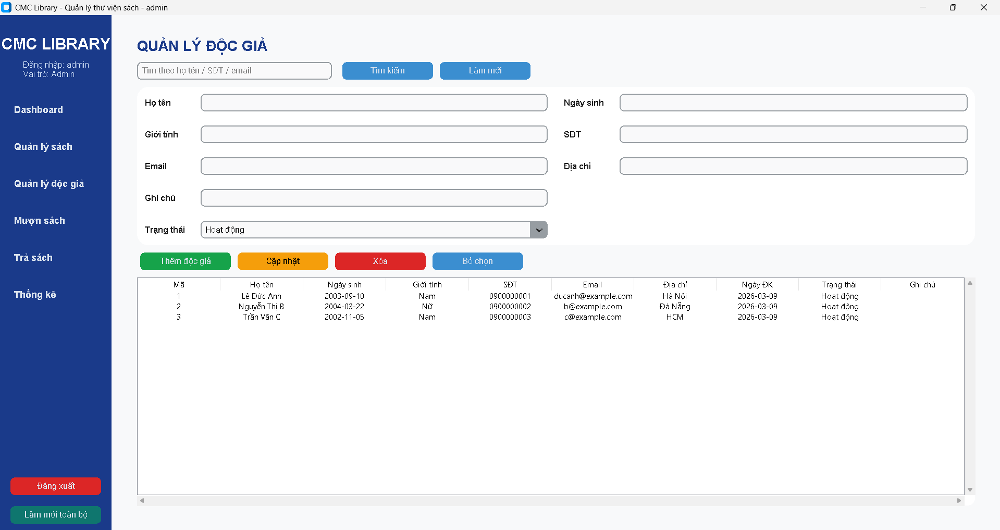 CMC Library - Quản lý thư viện sách - admin
CMC LIBRARY
Đăng nhập: admin
Vai trò: Admin
Dashboard
Quản lý sách
Quản lý độc giả
Mượn sách
Trả sách
Thống kê
Đăng xuất
Làm mới toàn bộ
QUẢN LÝ ĐỘC GIẢ
Tìm theo họ tên / SĐT / email Tìm kiếm Làm mới
Họ tên Ngày sinh
Giới tính SĐT
Email Địa chỉ
Ghi chú
Trạng thái Hoạt động
Thêm độc giả Cập nhật Xóa Bỏ chọn
Mã Họ tên Ngày sinh Giới tính SĐT Email Địa chỉ Ngày ĐK Trạng thái Ghi chú
1 Lê Đức Anh 2003-09-10 Nam 0900000001 ducanh@example.com Hà Nội 2026-03-09 Hoạt động
2 Nguyễn Thị B 2004-03-22 Nữ 0900000002 b@example.com Đà Nẵng 2026-03-09 Hoạt động
3 Trần Văn C 2002-11-05 Nam 0900000003 c@example.com HCM 2026-03-09 Hoạt động